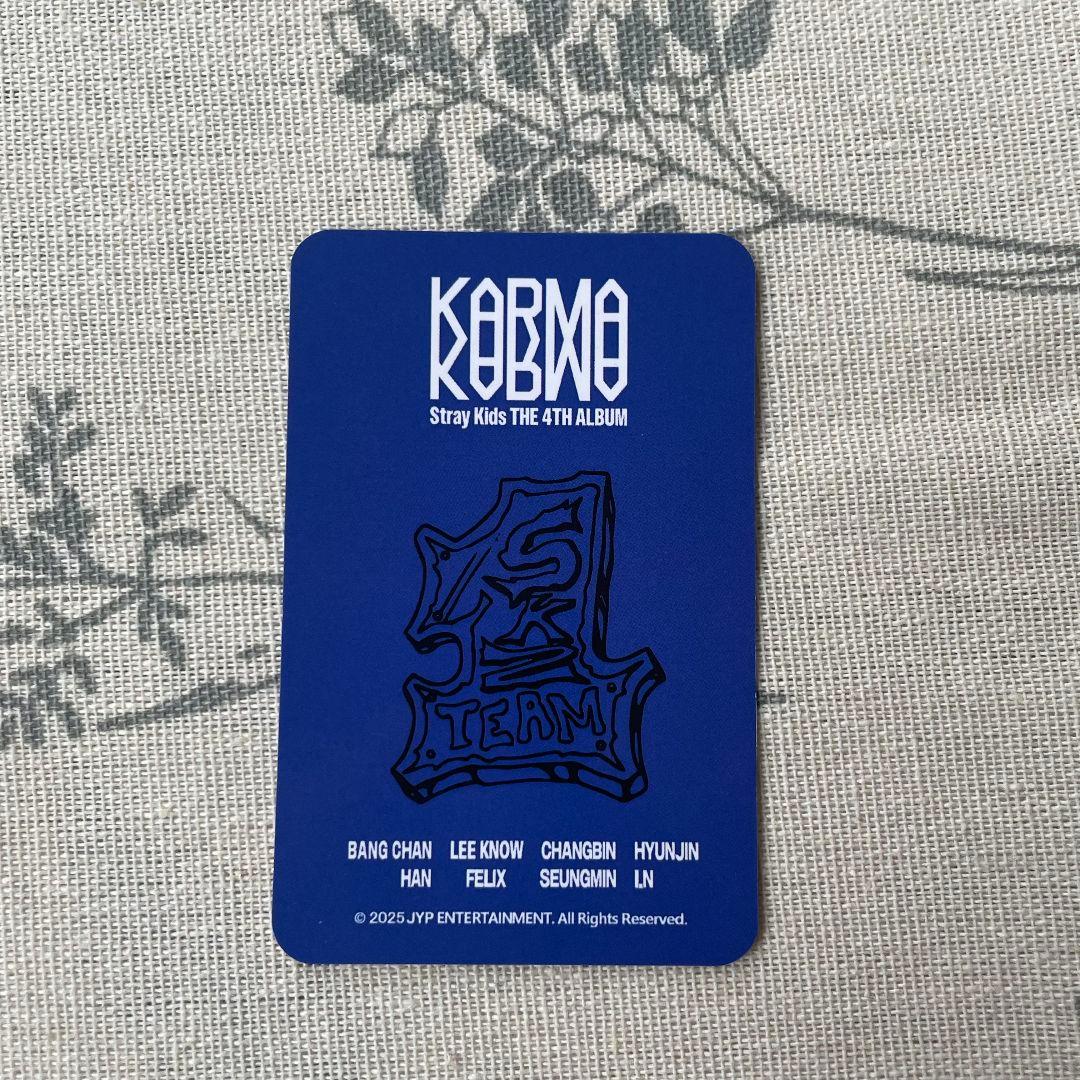 KARMA
Stray Kids THE 4TH ALBUM
SKZ
TEAM
BANG CHAN LEE KNOW CHANGBIN HYUNJIN
HAN FELIX SEUNGMIN I.N
© 2025 JYP ENTERTAINMENT. All Rights Reserved.